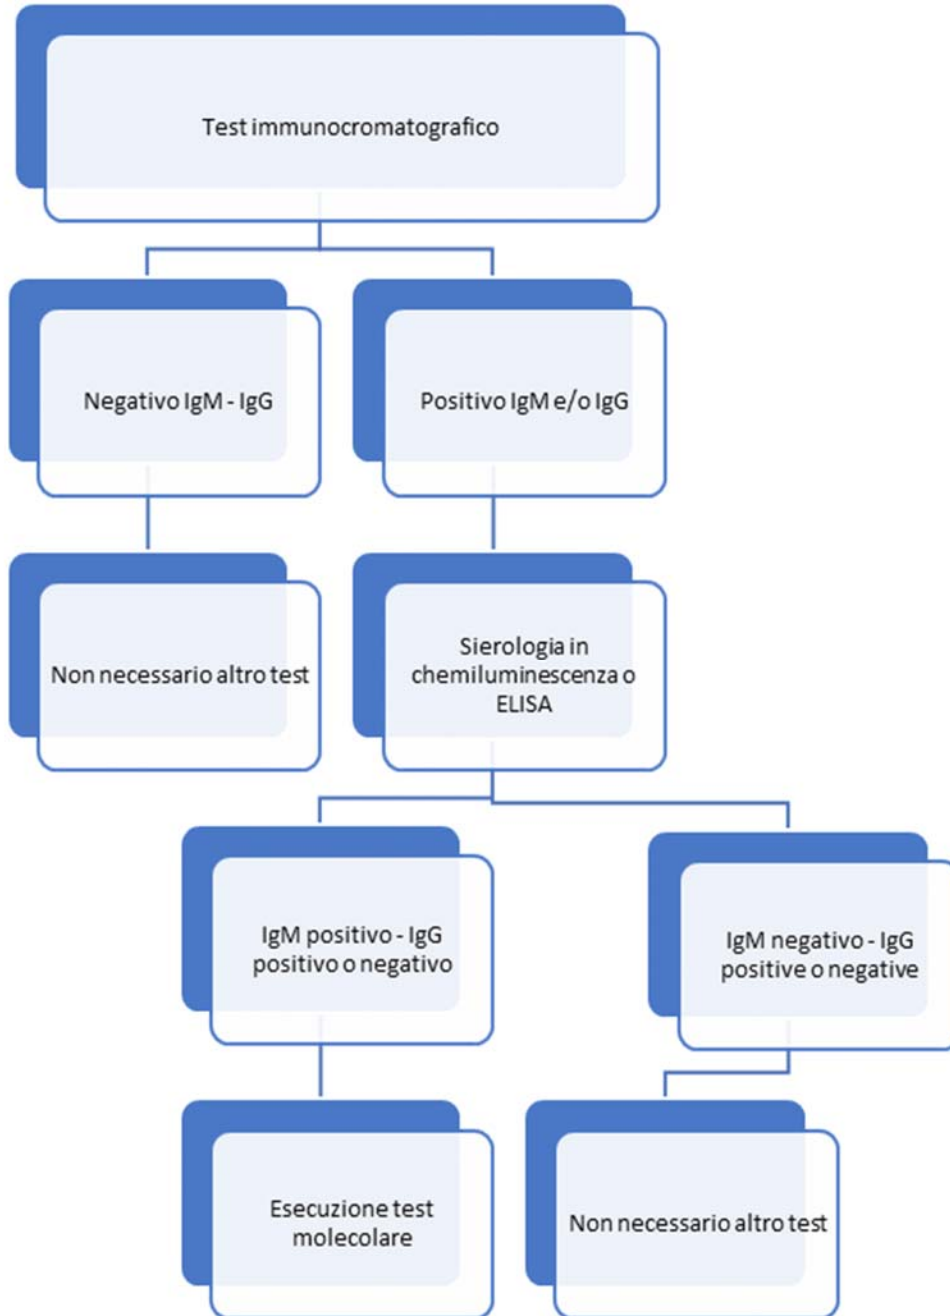 Test immunocromatografico
Negativo IgM - IgG
Positivo IgM e/o IgG
Non necessario altro test
Sierologia in
chemiluminescenza o
ELISA
IgM positivo - IgG
positivo o negativo
IgM negativo - IgG
positive o negative
Esecuzione test
molecolare
Non necessario altro test